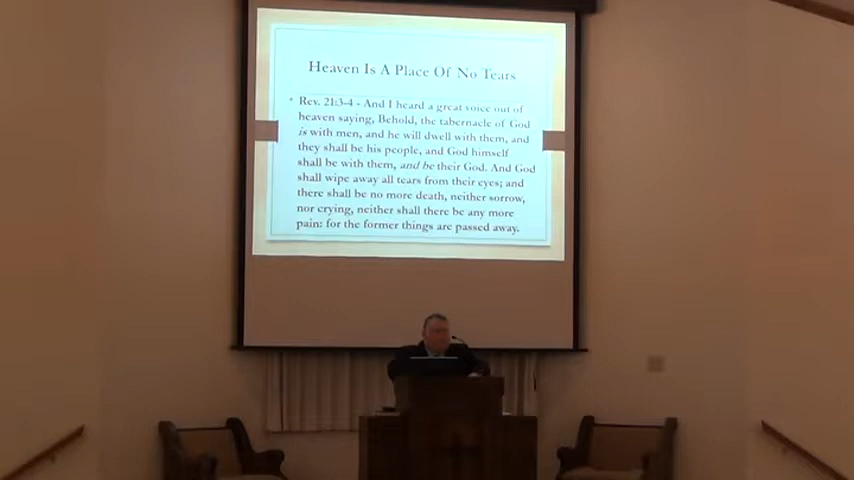 Heaven Is A Place Of No Tears
• Rev. 21:3-4 - And I heard a great voice out of
heaven saying, Behold, the tabernacle of God
is with men, and he will dwell with them, and
they shall be his people, and God himself
shall be with them, and be their God. And God
shall wipe away all tears from their eyes; and
there shall be no more death, neither sorrow,
nor crying, neither shall there be any more
pain: for the former things are passed away.